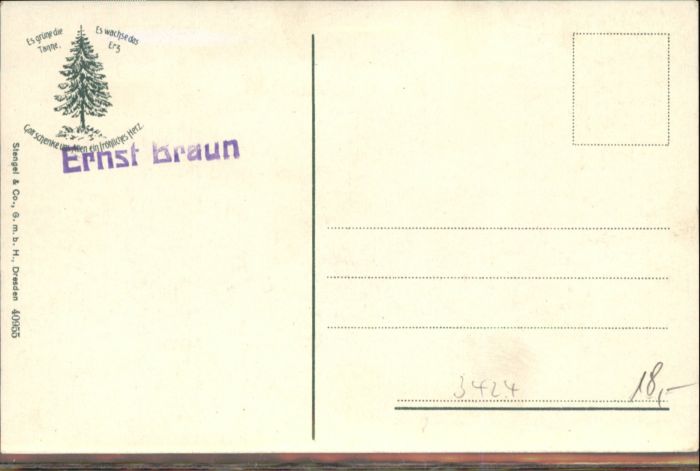 Es grüne die Tanne.
Es wachse das Erz
Gott schenke uns Allen ein fröhliches Herz.
Ernst Braun
Stengel & Co., G. m. b. H., Dresden 40955
3424
18,-